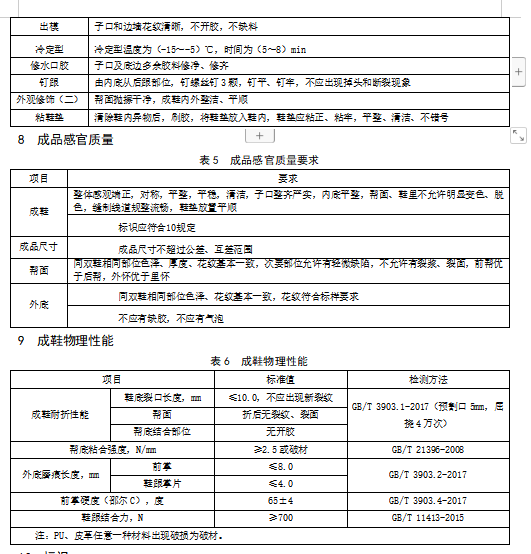 出模 子口和边墙花纹清晰，不开胶，不缺料
冷定型 冷定型温度为（-15～-5）℃，时间为（5～8）min
修水口胶 子口及底边多余胶料修净、修齐
钉跟 由内底从后跟部位，钉螺丝钉3颗，钉平、钉牢，不应出现掉头和断裂现象
外观修饰（二） 帮面抛擦干净，成鞋内外整洁、平顺
粘鞋垫 清除鞋内异物后，刷胶，将鞋垫放入鞋内，鞋垫应粘正、粘牢，平整、清洁、不错号
8 成品感官质量
表5 成品感官质量要求
项目 要求
成鞋 整体感观端正，对称，平整，平稳，清洁，子口整齐严实，内底平整，帮面、鞋里不允许明显变色、脱
色，缝制线道规整流畅，鞋垫放置平顺
标识应符合10规定
成品尺寸 成品尺寸不超过公差、互差范围
帮面 同双鞋相同部位色泽、厚度、花纹基本一致，次要部位允许有轻微缺陷，不允许有裂浆、裂面，前帮优
于后帮，外怀优于里怀
外底 同双鞋相同部位色泽、花纹基本一致，花纹符合标样要求
不应有缺胶，不应有气泡
9 成鞋物理性能
表6 成鞋物理性能
项目 标准值 检测方法
成鞋耐折性能 鞋底裂口长度，mm ≤10.0，不应出现新裂纹 GB/T 3903.1-2017（预割口5mm，屈
挠4万次）
帮面 折后无裂纹、裂面
帮底结合部位 无开胶
帮底粘合强度，N/mm ≥2.5或破材 GB/T 21396-2008
外底磨痕长度，mm 前掌 ≤8.0 GB/T 3903.2-2017
鞋跟掌片 ≤4.0
前掌硬度（邵尔C），度 65±4 GB/T 3903.4-2017
鞋跟结合力，N ≥700 GB/T 11413-2015
注：PU、皮革任意一种材料出现破损为破材。